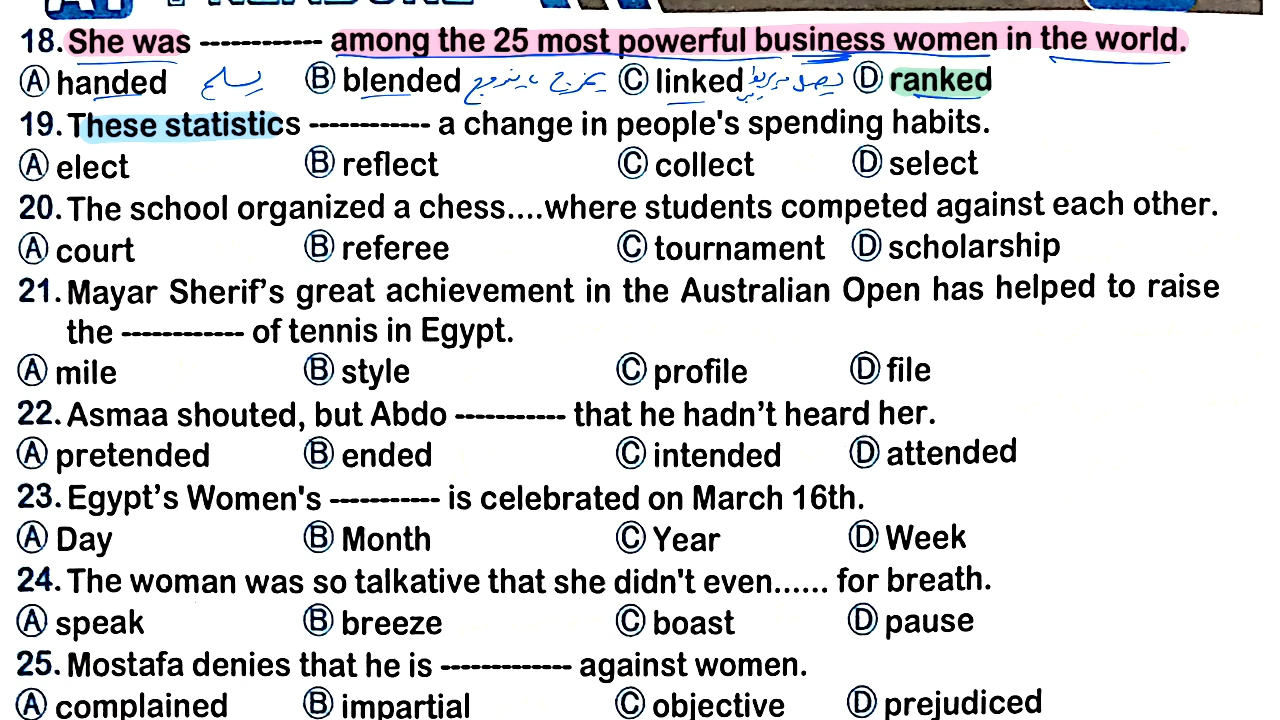 18. She was ------------ among the 25 most powerful business women in the world.
Ⓐ handed يسلم Ⓑ blended يمزج، يندمج Ⓒ linked يصل، يربط Ⓓ ranked
19. These statistics ------------ a change in people's spending habits.
Ⓐ elect Ⓑ reflect Ⓒ collect Ⓓ select
20. The school organized a chess....where students competed against each other.
Ⓐ court Ⓑ referee Ⓒ tournament Ⓓ scholarship
21. Mayar Sherif’s great achievement in the Australian Open has helped to raise
the ------------ of tennis in Egypt.
Ⓐ mile Ⓑ style Ⓒ profile Ⓓ file
22. Asmaa shouted, but Abdo ----------- that he hadn’t heard her.
Ⓐ pretended Ⓑ ended Ⓒ intended Ⓓ attended
23. Egypt’s Women's ----------- is celebrated on March 16th.
Ⓐ Day Ⓑ Month Ⓒ Year Ⓓ Week
24. The woman was so talkative that she didn't even...... for breath.
Ⓐ speak Ⓑ breeze Ⓒ boast Ⓓ pause
25. Mostafa denies that he is ------------- against women.
Ⓐ complained Ⓑ impartial Ⓒ objective Ⓓ prejudiced